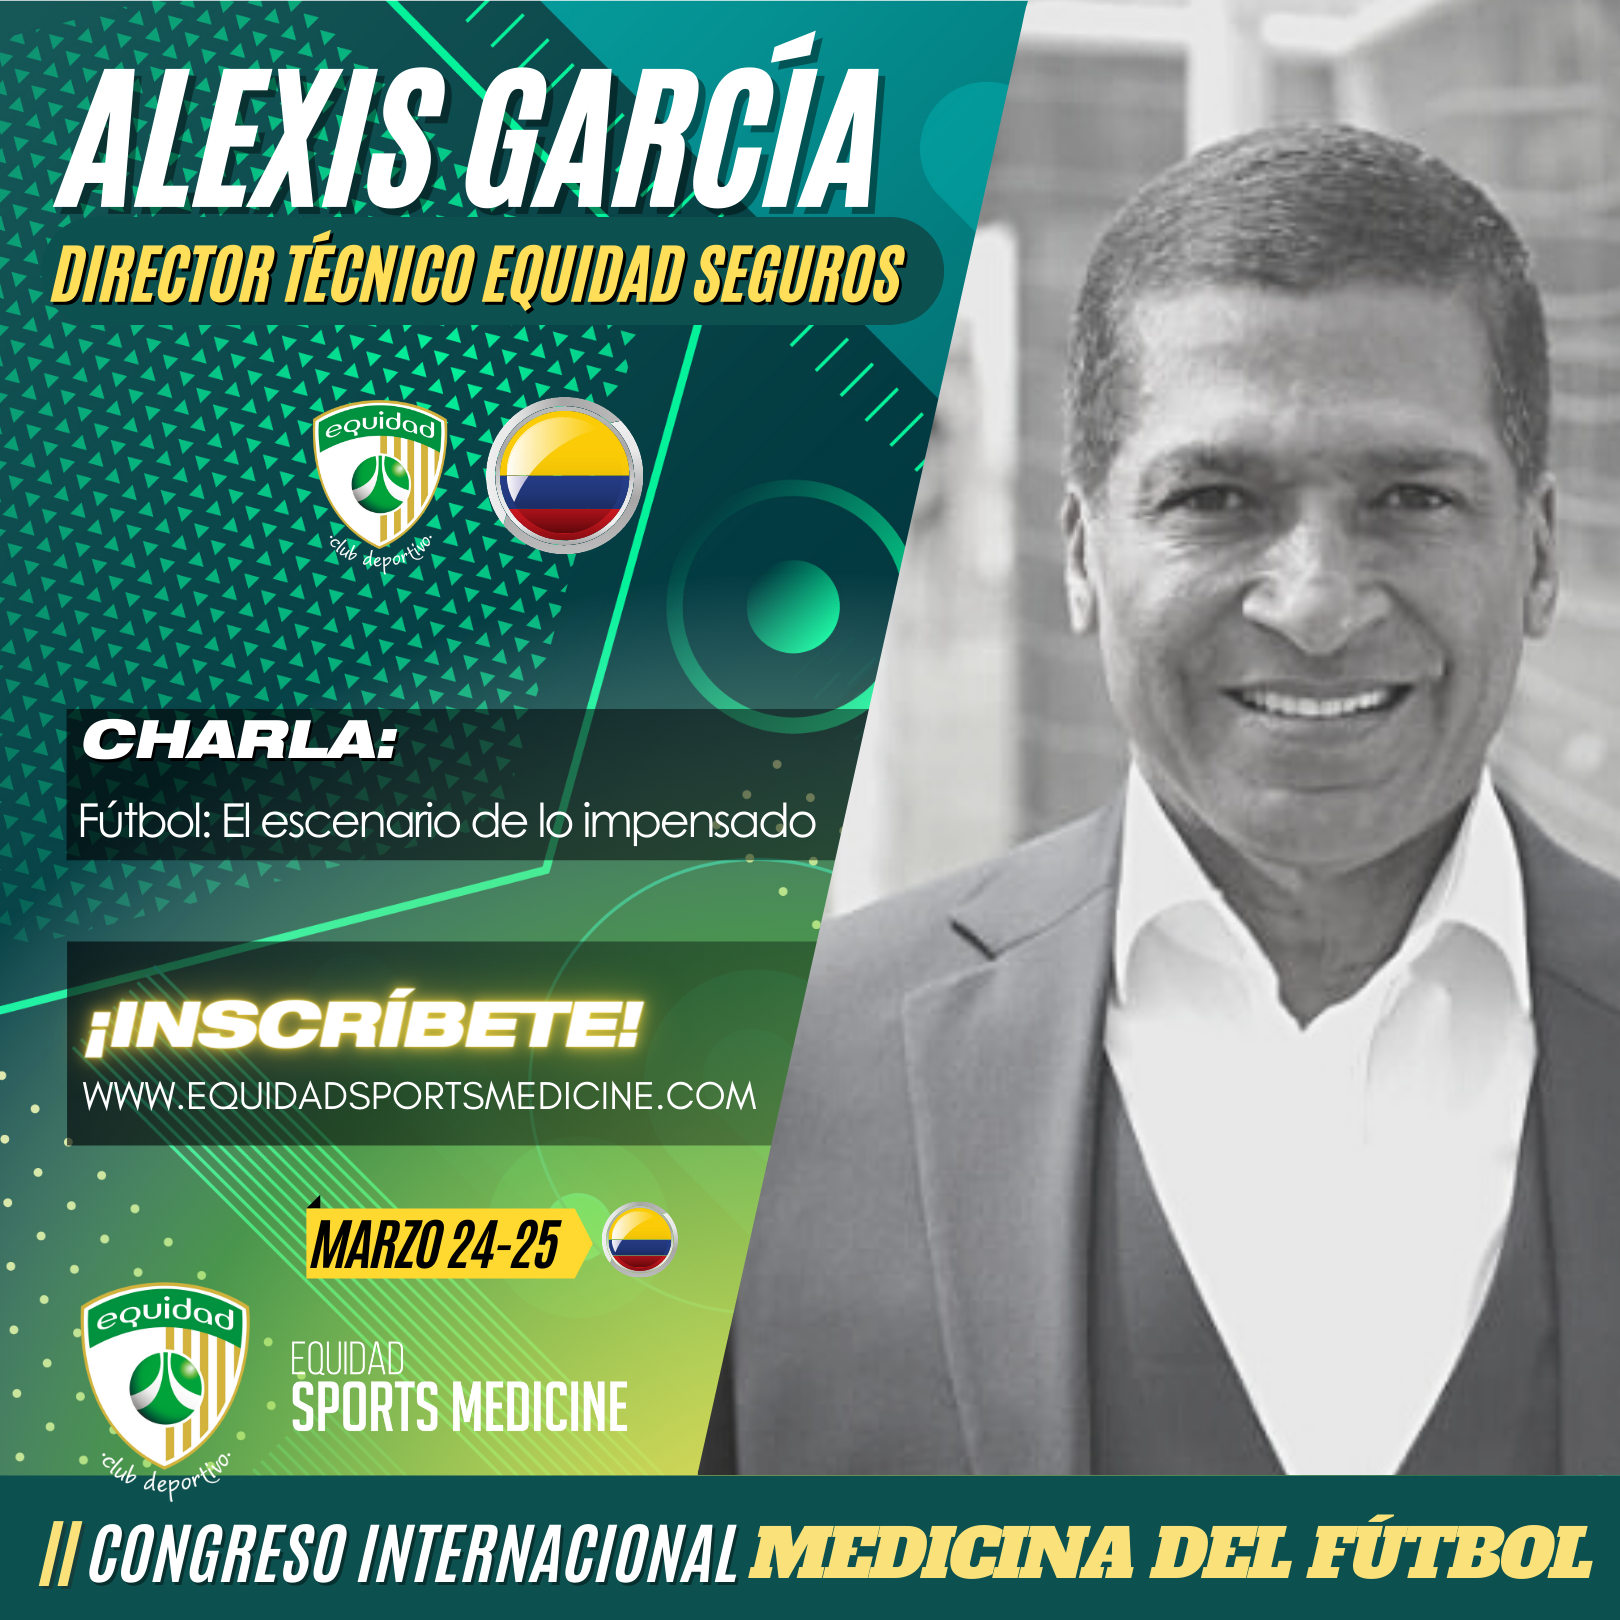 ALEXIS GARCÍA
DIRECTOR TÉCNICO EQUIDAD SEGUROS
equidad
·club deportivo·
CHARLA:
Fútbol: El escenario de lo impensado
¡INSCRÍBETE!
WWW.EQUIDADSPORTSMEDICINE.COM
MARZO 24-25
equidad
·club deportivo·
EQUIDAD
SPORTS MEDICINE
II CONGRESO INTERNACIONAL MEDICINA DEL FÚTBOL